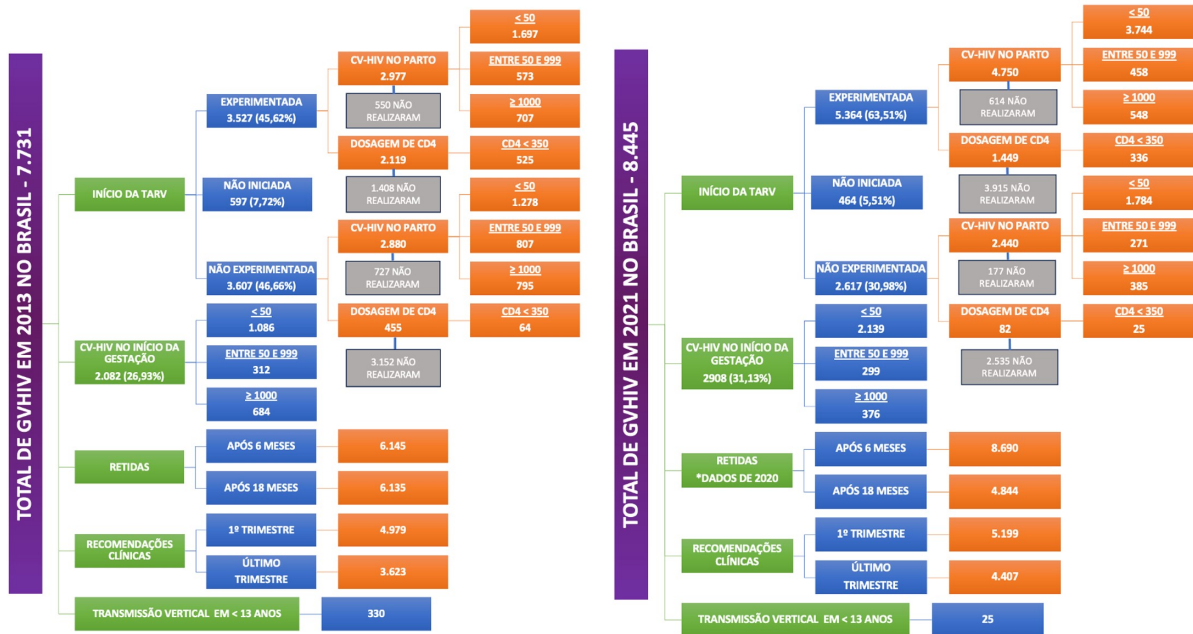 TOTAL DE GVHIV EM 2013 NO BRASIL - 7.731
INÍCIO DA TARV
EXPERIMENTADA
3.527 (45,62%)
CV-HIV NO PARTO
2.977
550 NÃO
REALIZARAM
< 50
1.697
ENTRE 50 E 999
573
≥ 1000
707
DOSAGEM DE CD4
2.119
1.408 NÃO
REALIZARAM
CD4 < 350
525
NÃO INICIADA
597 (7,72%)
NÃO EXPERIMENTADA
3.607 (46,66%)
CV-HIV NO PARTO
2.880
727 NÃO
REALIZARAM
< 50
1.278
ENTRE 50 E 999
807
≥ 1000
795
DOSAGEM DE CD4
455
3.152 NÃO
REALIZARAM
CD4 < 350
64
CV-HIV NO INÍCIO DA
GESTAÇÃO
2.082 (26,93%)
< 50
1.086
ENTRE 50 E 999
312
≥ 1000
684
RETIDAS
APÓS 6 MESES
6.145
APÓS 18 MESES
6.135
RECOMENDAÇÕES
CLÍNICAS
1º TRIMESTRE
4.979
ÚLTIMO
TRIMESTRE
3.623
TRANSMISSÃO VERTICAL EM < 13 ANOS
330
TOTAL DE GVHIV EM 2021 NO BRASIL - 8.445
INÍCIO DA TARV
EXPERIMENTADA
5.364 (63,51%)
CV-HIV NO PARTO
4.750
614 NÃO
REALIZARAM
< 50
3.744
ENTRE 50 E 999
458
≥ 1000
548
DOSAGEM DE CD4
1.449
3.915 NÃO
REALIZARAM
CD4 < 350
336
NÃO INICIADA
464 (5,51%)
NÃO EXPERIMENTADA
2.617 (30,98%)
CV-HIV NO PARTO
2.440
177 NÃO
REALIZARAM
< 50
1.784
ENTRE 50 E 999
271
≥ 1000
385
DOSAGEM DE CD4
82
2.535 NÃO
REALIZARAM
CD4 < 350
25
CV-HIV NO INÍCIO DA
GESTAÇÃO
2908 (31,13%)
< 50
2.139
ENTRE 50 E 999
299
≥ 1000
376
RETIDAS
*DADOS DE 2020
APÓS 6 MESES
8.690
APÓS 18 MESES
4.844
RECOMENDAÇÕES
CLÍNICAS
1º TRIMESTRE
5.199
ÚLTIMO
TRIMESTRE
4.407
TRANSMISSÃO VERTICAL EM < 13 ANOS
25